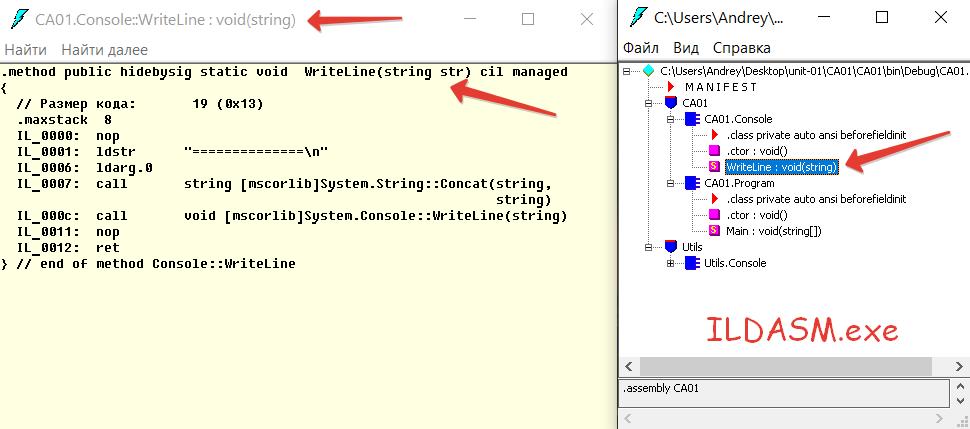 CA01.Console::WriteLine : void(string)
Найти Найти далее
.method public hidebysig static void  WriteLine(string str) cil managed
{
  // Размер кода:       19 (0x13)
  .maxstack  8
  IL_0000:  nop
  IL_0001:  ldstr      "==============\n"
  IL_0006:  ldarg.0
  IL_0007:  call       string [mscorlib]System.String::Concat(string,
                                                              string)
  IL_000c:  call       void [mscorlib]System.Console::WriteLine(string)
  IL_0011:  nop
  IL_0012:  ret
} // end of method Console::WriteLine
C:\Users\Andrey\...
Файл Вид Справка
C:\Users\Andrey\Desktop\unit-01\CA01\CA01\bin\Debug\CA01.
M A N I F E S T
CA01
CA01.Console
.class private auto ansi beforefieldinit
.ctor : void()
WriteLine : void(string)
CA01.Program
.class private auto ansi beforefieldinit
.ctor : void()
Main : void(string[])
Utils
Utils.Console
ILDASM.exe
.assembly CA01